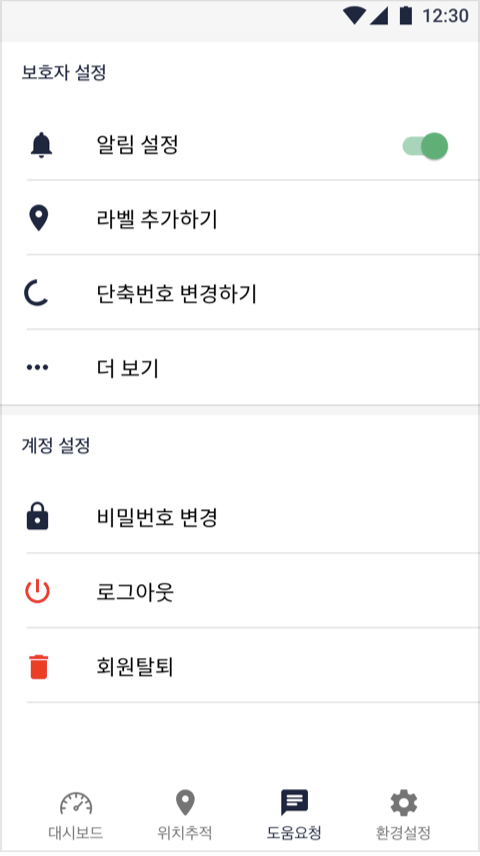 12:30
보호자 설정
알림 설정
라벨 추가하기
단축번호 변경하기
더 보기
계정 설정
비밀번호 변경
로그아웃
회원탈퇴
대시보드 위치추적 도움요청 환경설정